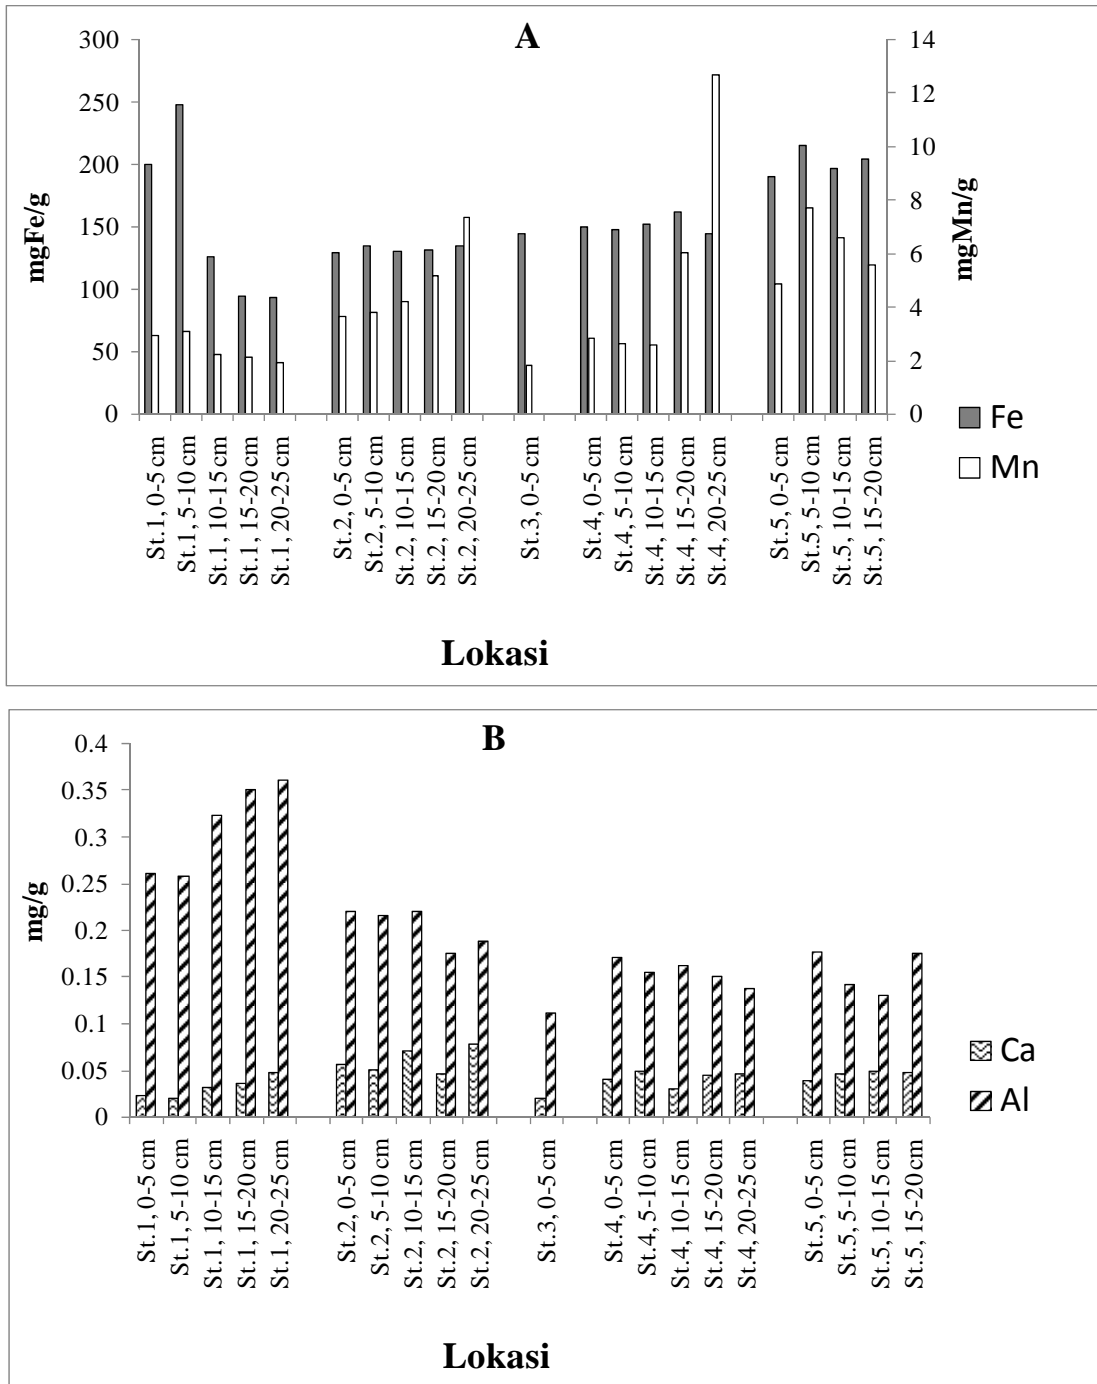 A
300
250
200
150
100
50
0
mgFe/g
14
12
10
8
6
4
2
0
mgMn/g
Fe
Mn
St.1, 0-5 cm
St.1, 5-10 cm
St.1, 10-15 cm
St.1, 15-20 cm
St.1, 20-25 cm
St.2, 0-5 cm
St.2, 5-10 cm
St.2, 10-15 cm
St.2, 15-20 cm
St.2, 20-25 cm
St.3, 0-5 cm
St.4, 0-5 cm
St.4, 5-10 cm
St.4, 10-15 cm
St.4, 15-20 cm
St.4, 20-25 cm
St.5, 0-5 cm
St.5, 5-10 cm
St.5, 10-15 cm
St.5, 15-20 cm
Lokasi
B
0.4
0.35
0.3
0.25
0.2
0.15
0.1
0.05
0
mg/g
Ca
Al
St.1, 0-5 cm
St.1, 5-10 cm
St.1, 10-15 cm
St.1, 15-20 cm
St.1, 20-25 cm
St.2, 0-5 cm
St.2, 5-10 cm
St.2, 10-15 cm
St.2, 15-20 cm
St.2, 20-25 cm
St.3, 0-5 cm
St.4, 0-5 cm
St.4, 5-10 cm
St.4, 10-15 cm
St.4, 15-20 cm
St.4, 20-25 cm
St.5, 0-5 cm
St.5, 5-10 cm
St.5, 10-15 cm
St.5, 15-20 cm
Lokasi